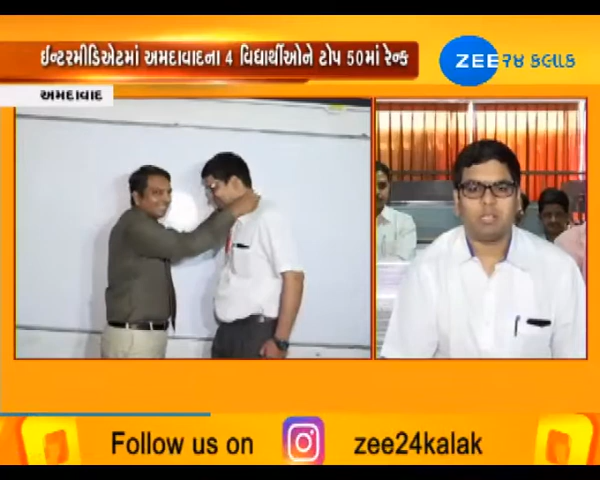 ઈન્ટરમીડિએટમાં અમદાવાદના 4 વિદ્યાર્થીઓને ટોપ 50માં રેન્ક
ZEE ૨૪ કલાક
અમદાવાદ
Follow us on zee24kalak